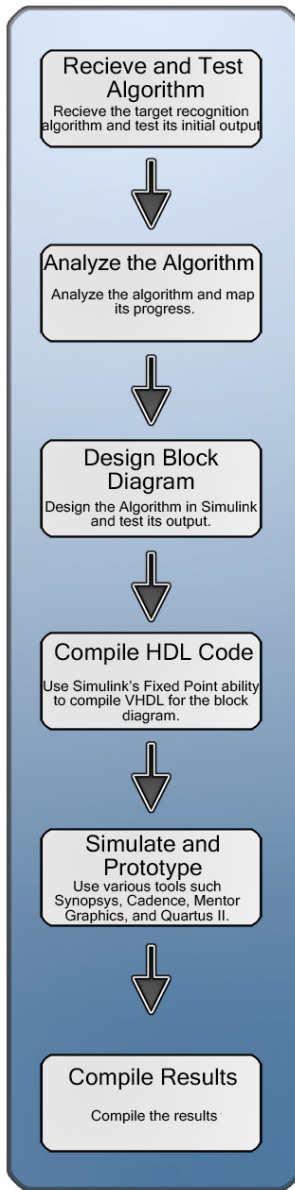 Recieve and Test
Algorithm
Recieve the target recognition
algorithm and test its initial output
Analyze the Algorithm
Analyze the algorithm and map
its progress.
Design Block
Diagram
Design the Algorithm in Simulink
and test its output.
Compile HDL Code
Use Simulink's Fixed Point ability
to compile VHDL for the block
diagram.
Simulate and
Prototype
Use various tools such
Synopsys, Cadence, Mentor
Graphics, and Quartus II.
Compile Results
Compile the results